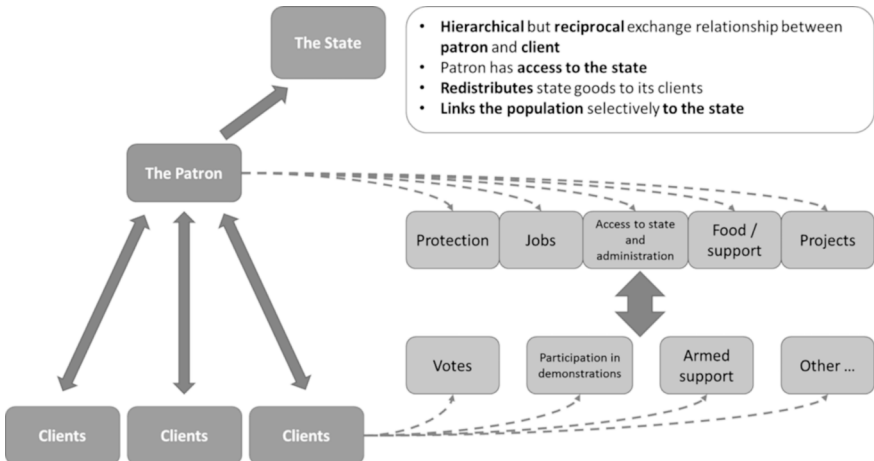 The State
• Hierarchical but reciprocal exchange relationship between
patron and client
• Patron has access to the state
• Redistributes state goods to its clients
• Links the population selectively to the state
The Patron
Protection
Jobs
Access to state
and
administration
Food /
support
Projects
Votes
Participation in
demonstrations
Armed
support
Other ...
Clients
Clients
Clients